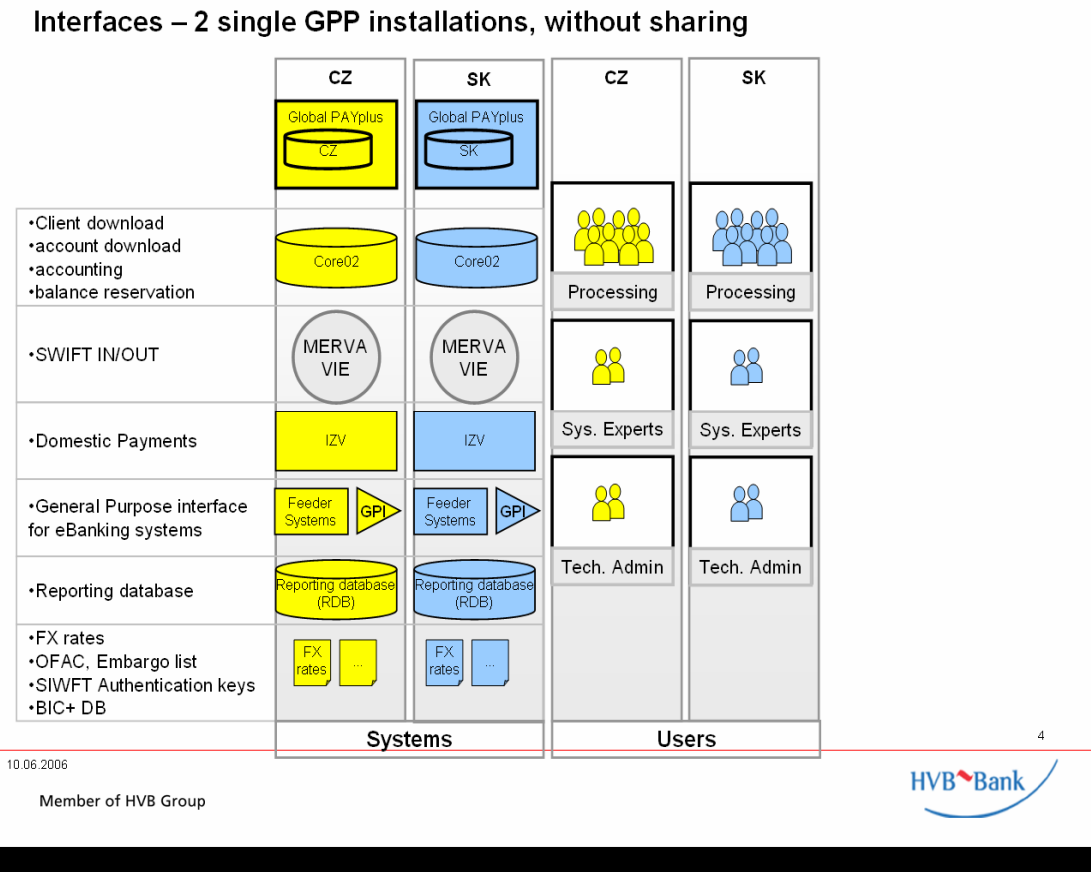 Interfaces – 2 single GPP installations, without sharing
CZ
SK
CZ
SK
Global PAYplus
CZ
Global PAYplus
SK
•Client download
•account download
•accounting
•balance reservation
Core02
Core02
Processing
Processing
•SWIFT IN/OUT
MERVA
VIE
MERVA
VIE
Sys. Experts
Sys. Experts
•Domestic Payments
IZV
IZV
•General Purpose interface
for eBanking systems
Feeder
Systems
GPI
Feeder
Systems
GPI
Tech. Admin
Tech. Admin
•Reporting database
Reporting database
(RDB)
Reporting database
(RDB)
•FX rates
•OFAC, Embargo list
•SIWFT Authentication keys
•BIC+ DB
FX
rates
...
FX
rates
...
Systems
Users
4
10.06.2006
Member of HVB Group
HVB Bank